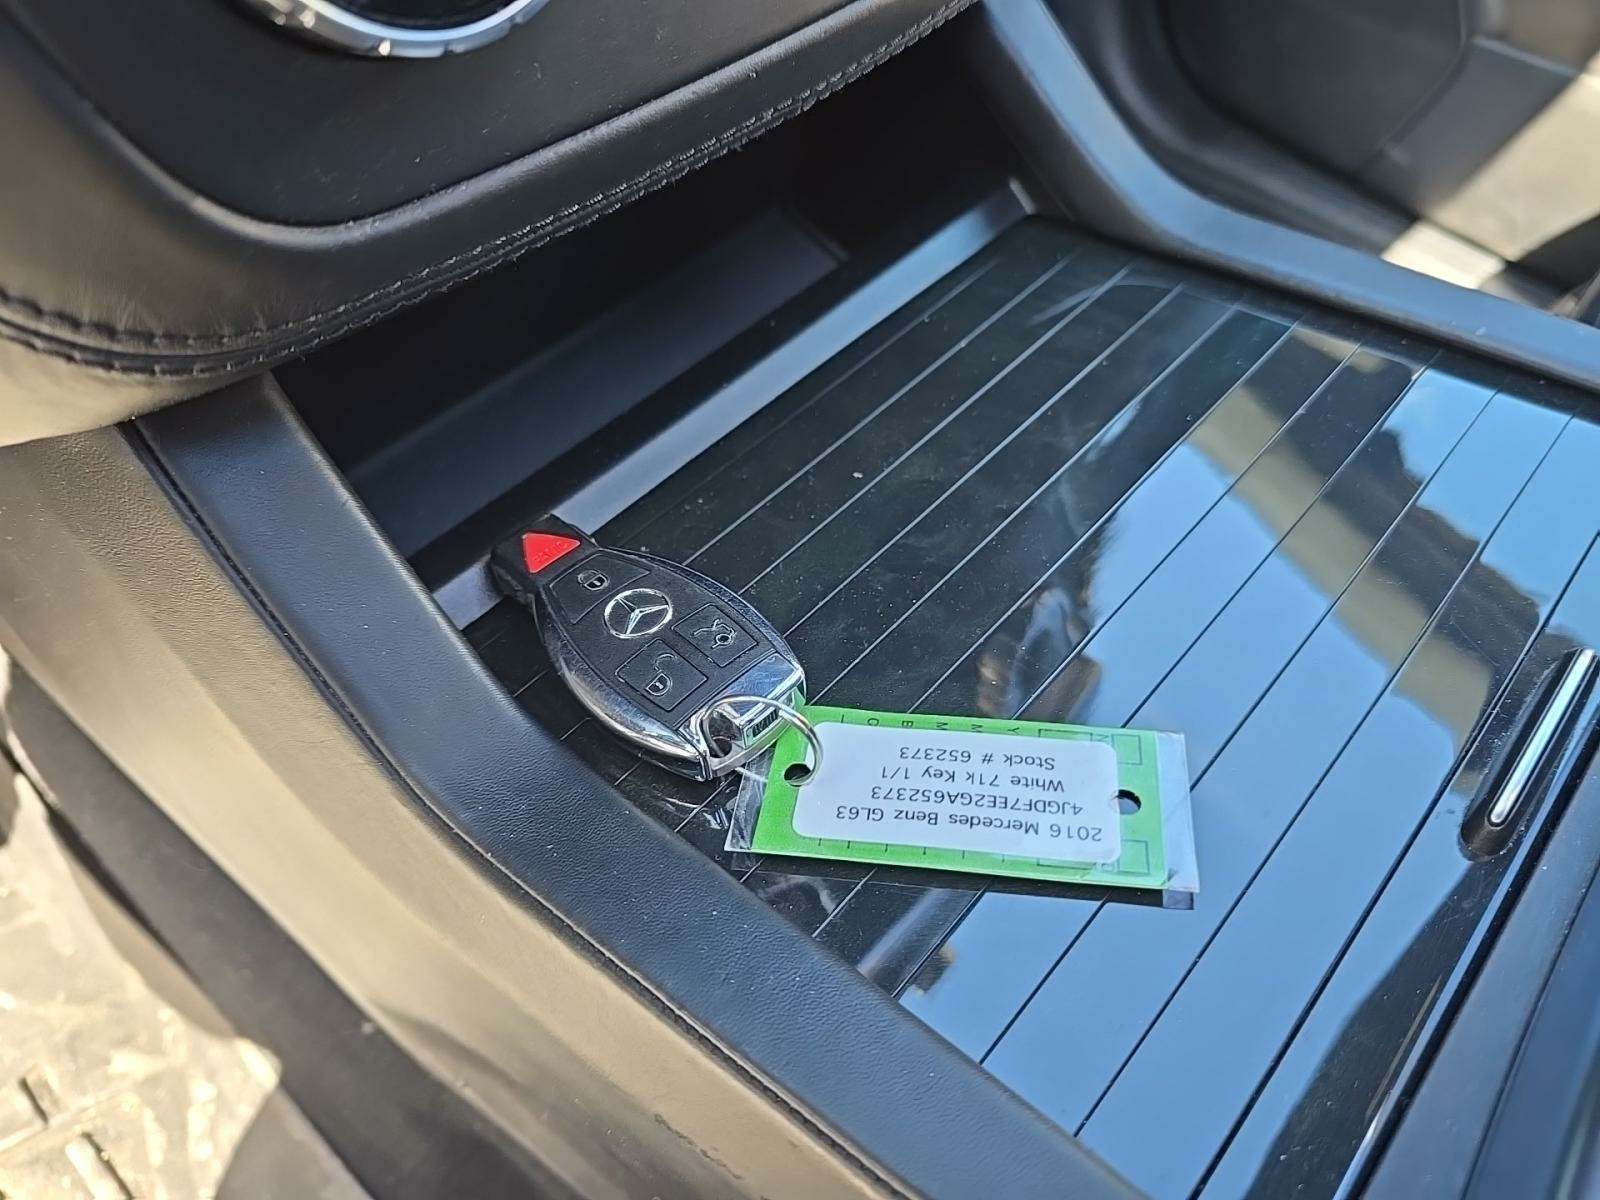 2016 Mercedes Benz GL63
4JGDF7EE2GA652373
White 71k Key 1/1
Stock # 652373